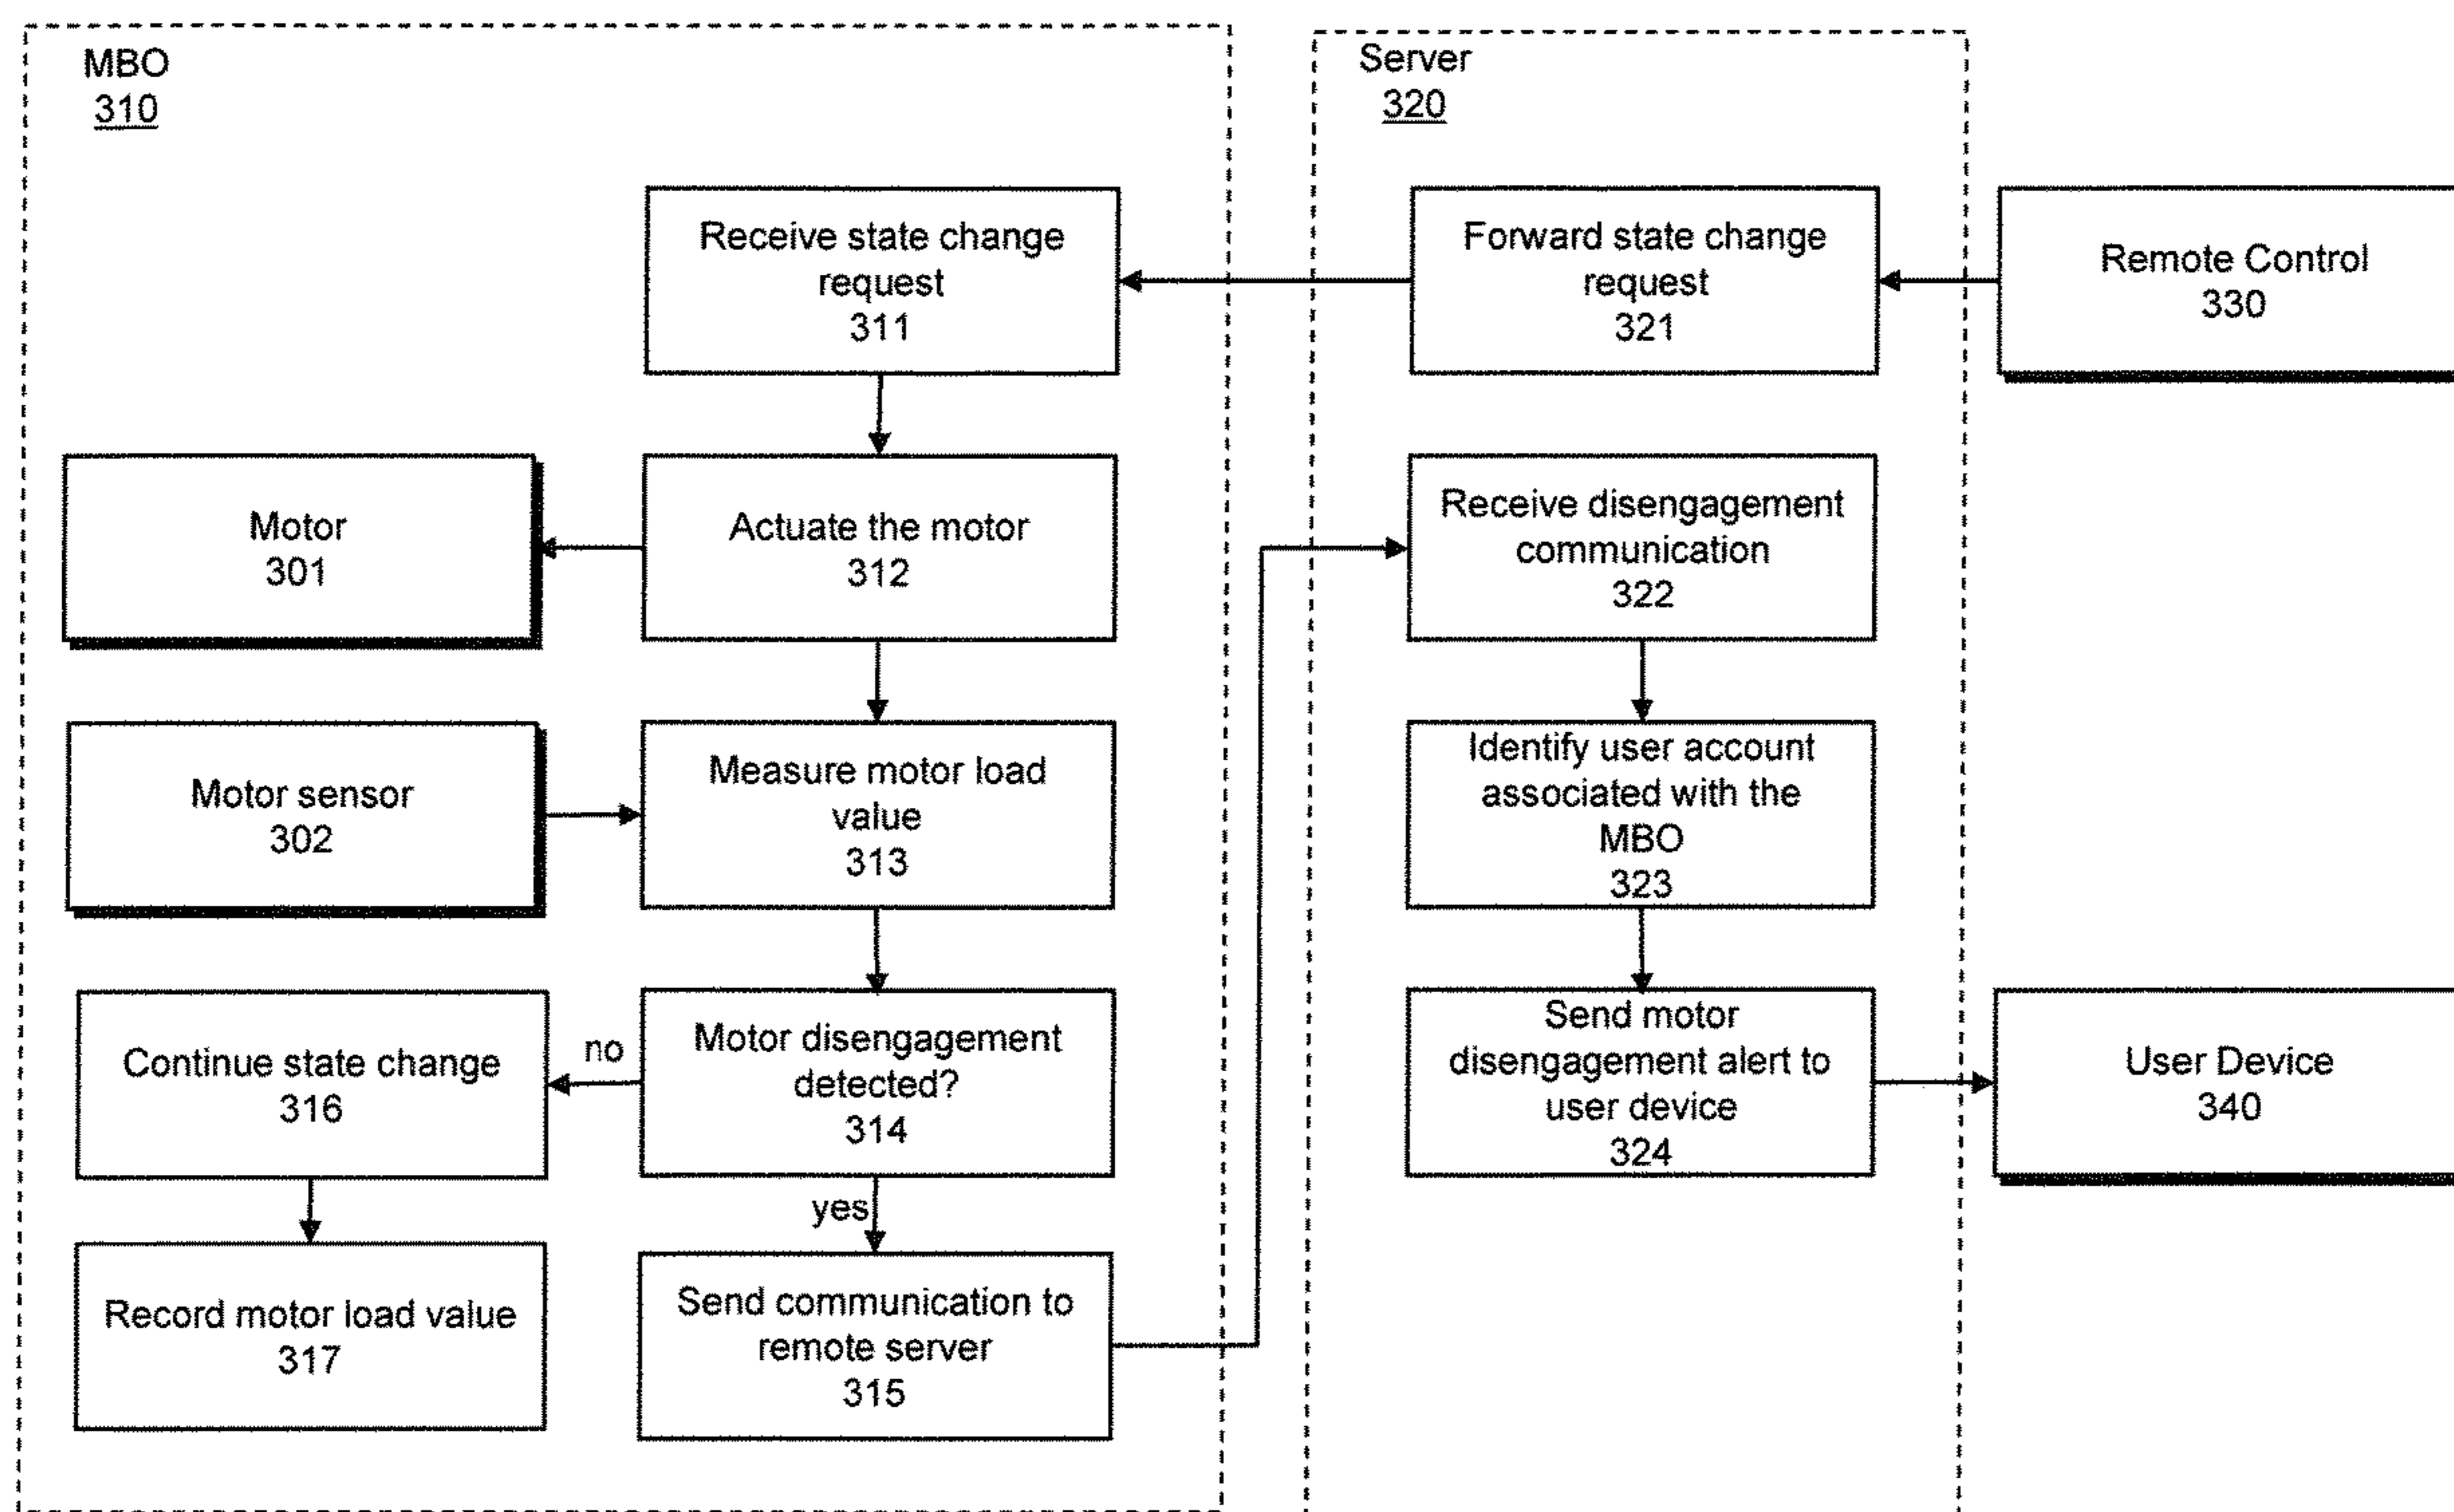 MBO
310
Server
320
Receive state change
request
311
Forward state change
request
321
Remote Control
330
Motor
301
Actuate the motor
312
Receive disengagement
communication
322
Motor sensor
302
Measure motor load
value
313
Identify user account
associated with the
MBO
323
Continue state change
316
no
Motor disengagement
detected?
314
Send motor
disengagement alert to
user device
324
User Device
340
yes
Record motor load value
317
Send communication to
remote server
315